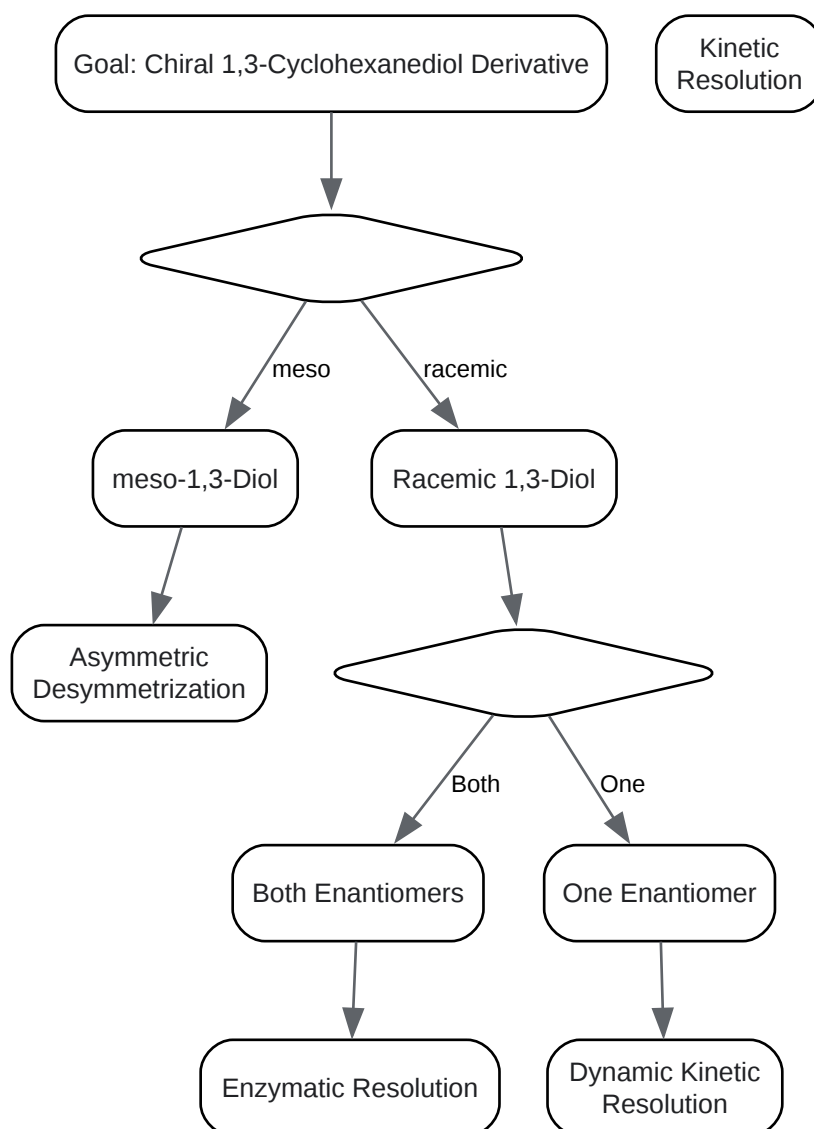 Goal: Chiral 1,3-Cyclohexanediol Derivative
Kinetic
Resolution
meso
racemic
meso-1,3-Diol
Racemic 1,3-Diol
Asymmetric
Desymmetrization
Both
One
Both Enantiomers
One Enantiomer
Enzymatic Resolution
Dynamic Kinetic
Resolution